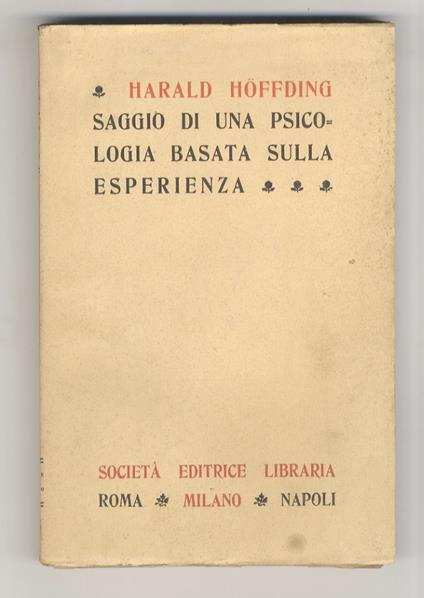 HARALD HÖFFDING
SAGGIO DI UNA PSICO=
LOGIA BASATA SULLA
ESPERIENZA
SOCIETÀ EDITRICE LIBRARIA
ROMA MILANO NAPOLI